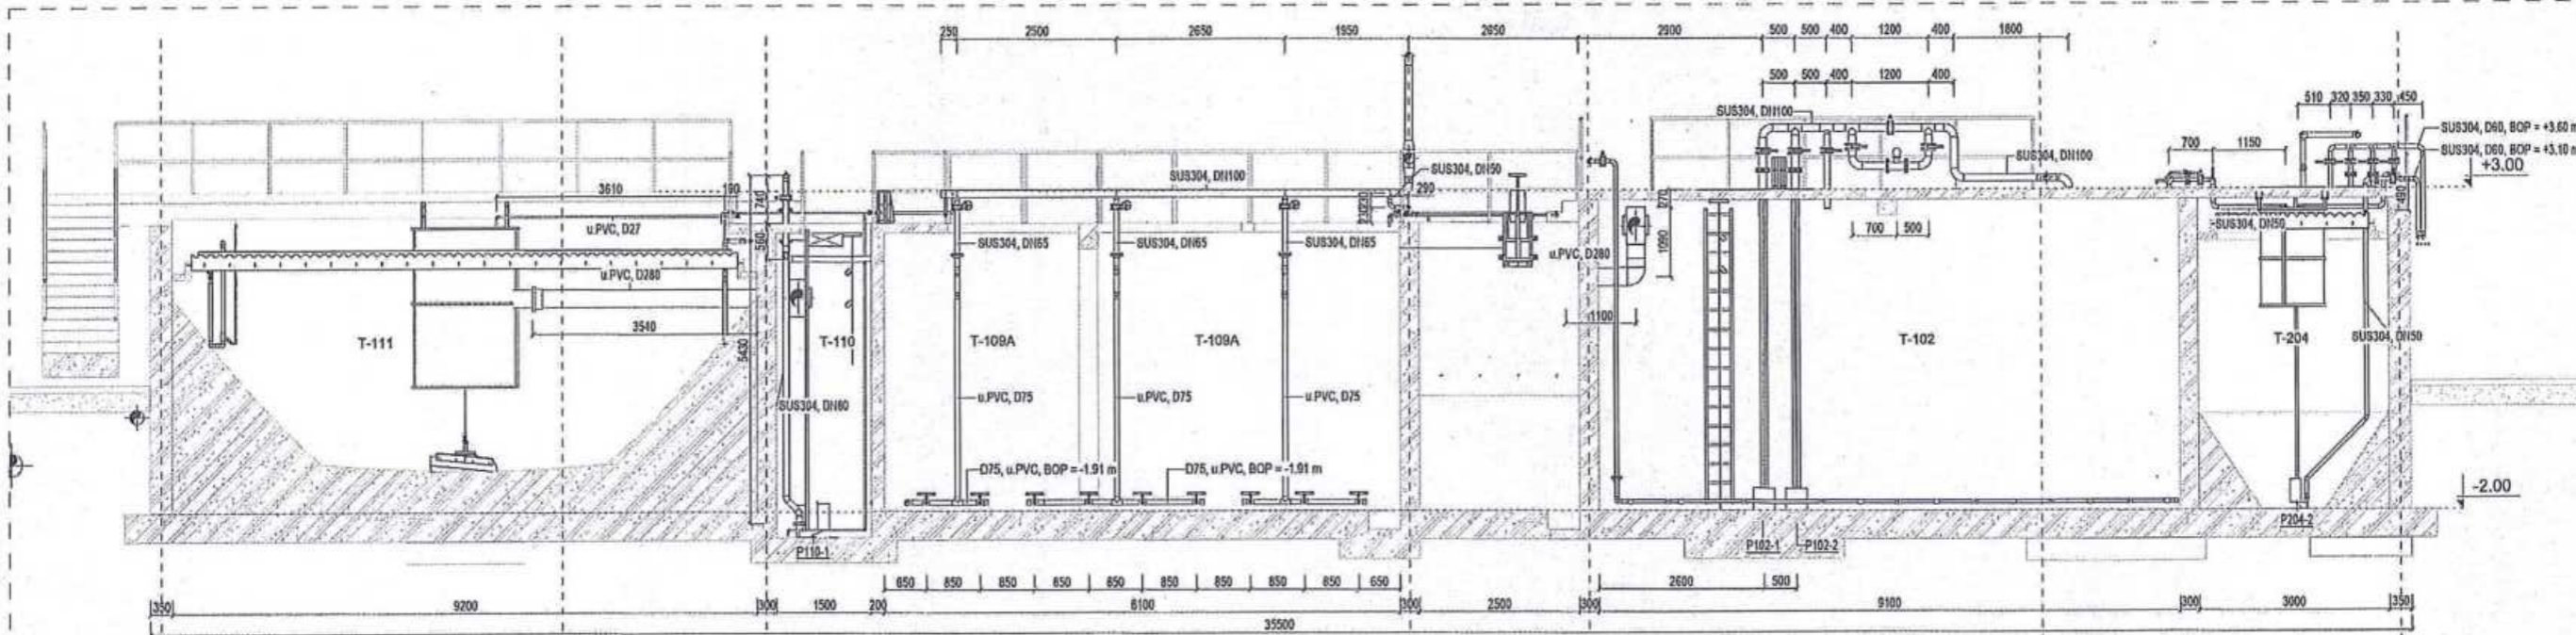 250 2500 2650 1950 2650 2900 500 500 400 1200 400 1800
500 500 400 1200 400
SUS304, DN100
510 320 350 330 450
SUS304, D60, BOP = +3.60 m
SUS304, D60, BOP = +3.10 m
+3.00
700 1150
SUS304, DN100
SUS304, DN50
SUS304, DN100
3610 190 740 290 270 490
230 230
u.PVC, D27
560
700 500
SUS304, DN50
SUS304, DN65
SUS304, DN65
SUS304, DN65
u.PVC, D280
1090
u.PVC, D280
3540
1100
T-111
5430
T-110
T-109A
T-109A
T-102
T-204
SUS304, DN50
SUS304, DN60
u.PVC, D75
u.PVC, D75
u.PVC, D75
D75, u.PVC, BOP = -1.91 m
D75, u.PVC, BOP = -1.91 m
-2.00
P110-1
P102-1
P102-2
P204-2
650 850 850 850 850 850 850 850 850 650
2600 500
350 9200 300 1500 200 8100 300 2500 300 9100 300 3000 350
35500